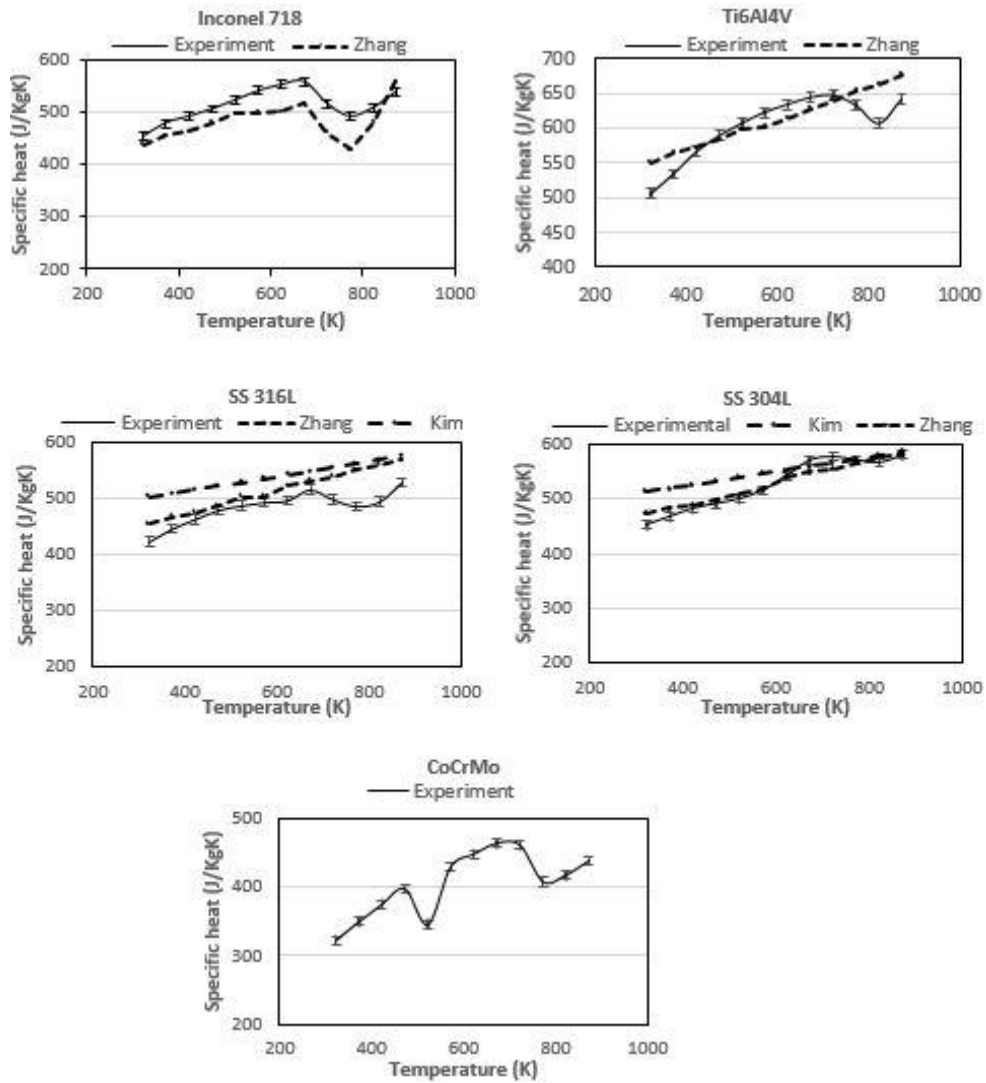 Inconel 718
Experiment Zhang
Specific heat (J/KgK)
600
500
400
300
200
200 400 600 800 1000
Temperature (K)
Ti6Al4V
Experiment Zhang
Specific heat (J/KgK)
700
650
600
550
500
450
400
200 400 600 800 1000
Temperature (K)
SS 316L
Experiment Zhang Kim
Specific heat (J/KgK)
600
500
400
300
200
200 400 600 800 1000
Temperature (K)
SS 304L
Experimental Kim Zhang
Specific heat (J/KgK)
600
500
400
300
200
200 400 600 800 1000
Temperature (K)
CoCrMo
Experiment
Specific heat (J/KgK)
500
400
300
200
200 400 600 800 1000
Temperature (K)